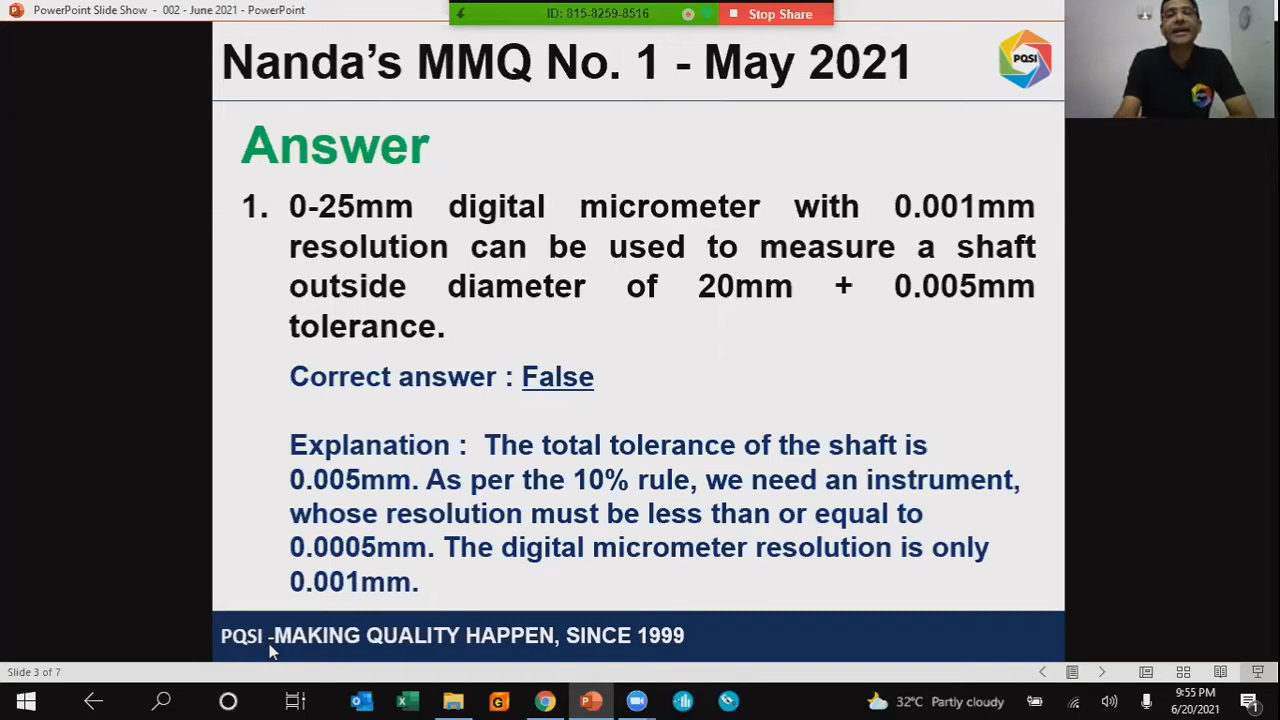 PowerPoint Slide Show - 002 - June 2021 - PowerPoint
ID: 815-8259-8516
Stop Share
Nanda's MMQ No. 1 - May 2021
PQSI
Answer
1. 0-25mm digital micrometer with 0.001mm
resolution can be used to measure a shaft
outside diameter of 20mm + 0.005mm
tolerance.
Correct answer : False
Explanation : The total tolerance of the shaft is
0.005mm. As per the 10% rule, we need an instrument,
whose resolution must be less than or equal to
0.0005mm. The digital micrometer resolution is only
0.001mm.
PQSI -MAKING QUALITY HAPPEN, SINCE 1999
Slide 3 of 7
32°C Partly cloudy
9:55 PM
6/20/2021
1